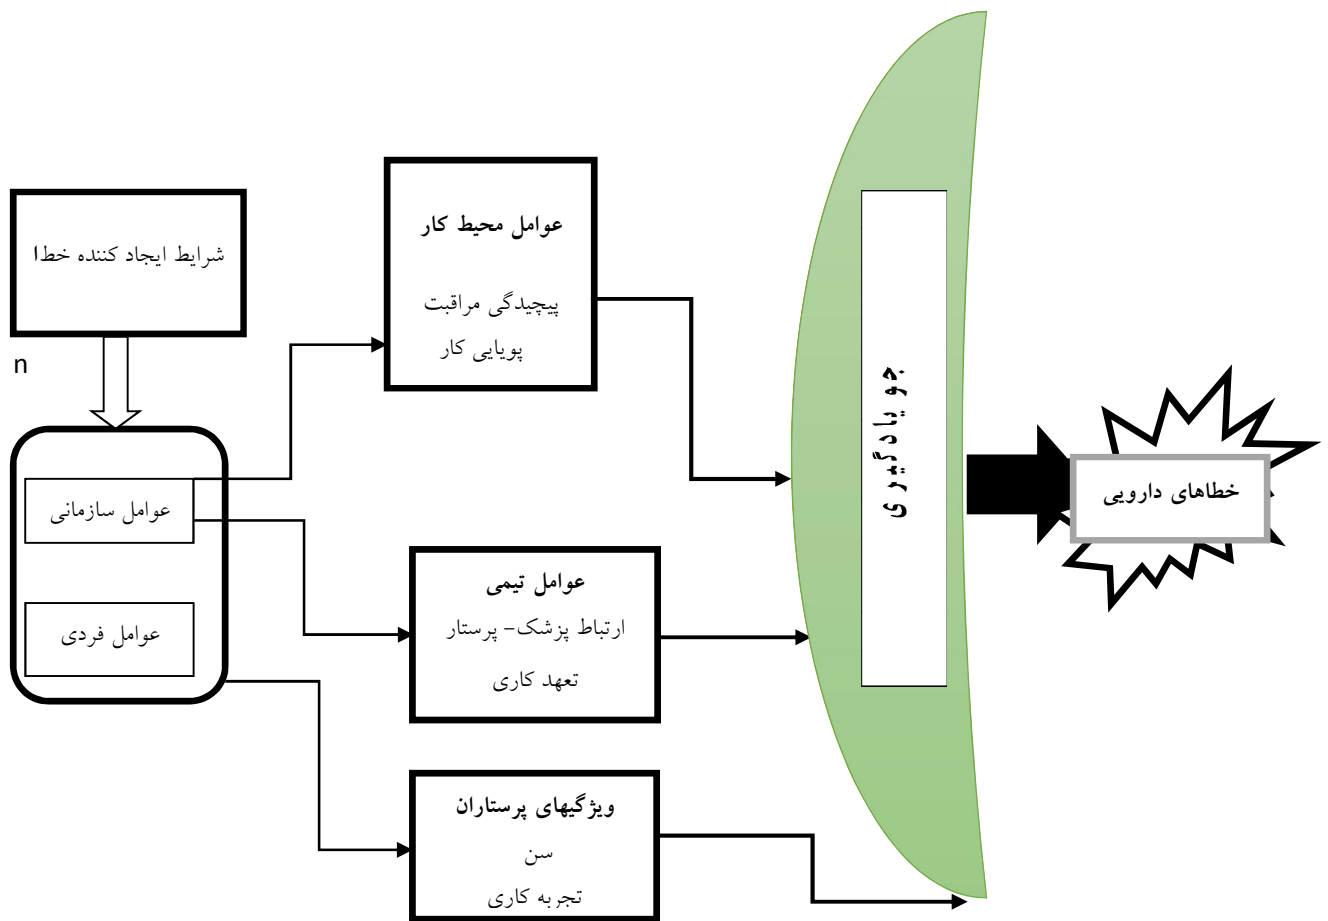 شرایط ایجاد کننده خطا
n
عوامل سازمانی
عوامل فردی
عوامل محیط کار
پیچیدگی مراقبت
پویایی کار
عوامل تیمی
ارتباط پزشک- پرستار
تعهد کاری
ویژگیهای پرستاران
سن
تجربه کاری
جو یادگیری
خطاهای دارویی